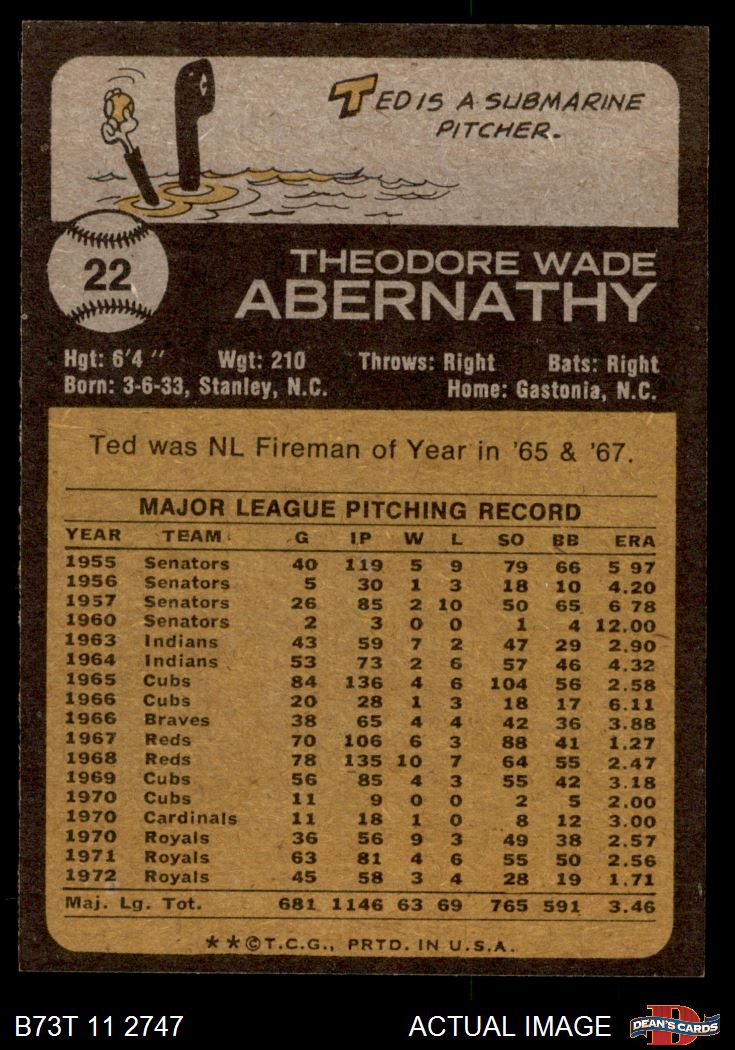 TED IS A SUBMARINE
PITCHER.
22
THEODORE WADE
ABERNATHY
Hgt: 6'4" Wgt: 210 Throws: Right Bats: Right
Born: 3-6-33, Stanley, N.C. Home: Gastonia, N.C.
Ted was NL Fireman of Year in '65 & '67.
MAJOR LEAGUE PITCHING RECORD
YEAR TEAM G IP W L SO BB ERA
1955 Senators 40 119 5 9 79 66 5 97
1956 Senators 5 30 1 3 18 10 4.20
1957 Senators 26 85 2 10 50 65 6 78
1960 Senators 2 3 0 0 1 4 12.00
1963 Indians 43 59 7 2 47 29 2.90
1964 Indians 53 73 2 6 57 46 4.32
1965 Cubs 84 136 4 6 104 56 2.58
1966 Cubs 20 28 1 3 18 17 6.11
1966 Braves 38 65 4 4 42 36 3.88
1967 Reds 70 106 6 3 88 41 1.27
1968 Reds 78 135 10 7 64 55 2.47
1969 Cubs 56 85 4 3 55 42 3.18
1970 Cubs 11 9 0 0 2 5 2.00
1970 Cardinals 11 18 1 0 8 12 3.00
1970 Royals 36 56 9 3 49 38 2.57
1971 Royals 63 81 4 6 55 50 2.56
1972 Royals 45 58 3 4 28 19 1.71
Maj. Lg. Tot. 681 1146 63 69 765 591 3.46
**©T.C.G., PRTD. IN U.S.A.
B73T 11 2747 ACTUAL IMAGE D DEAN'S CARDS